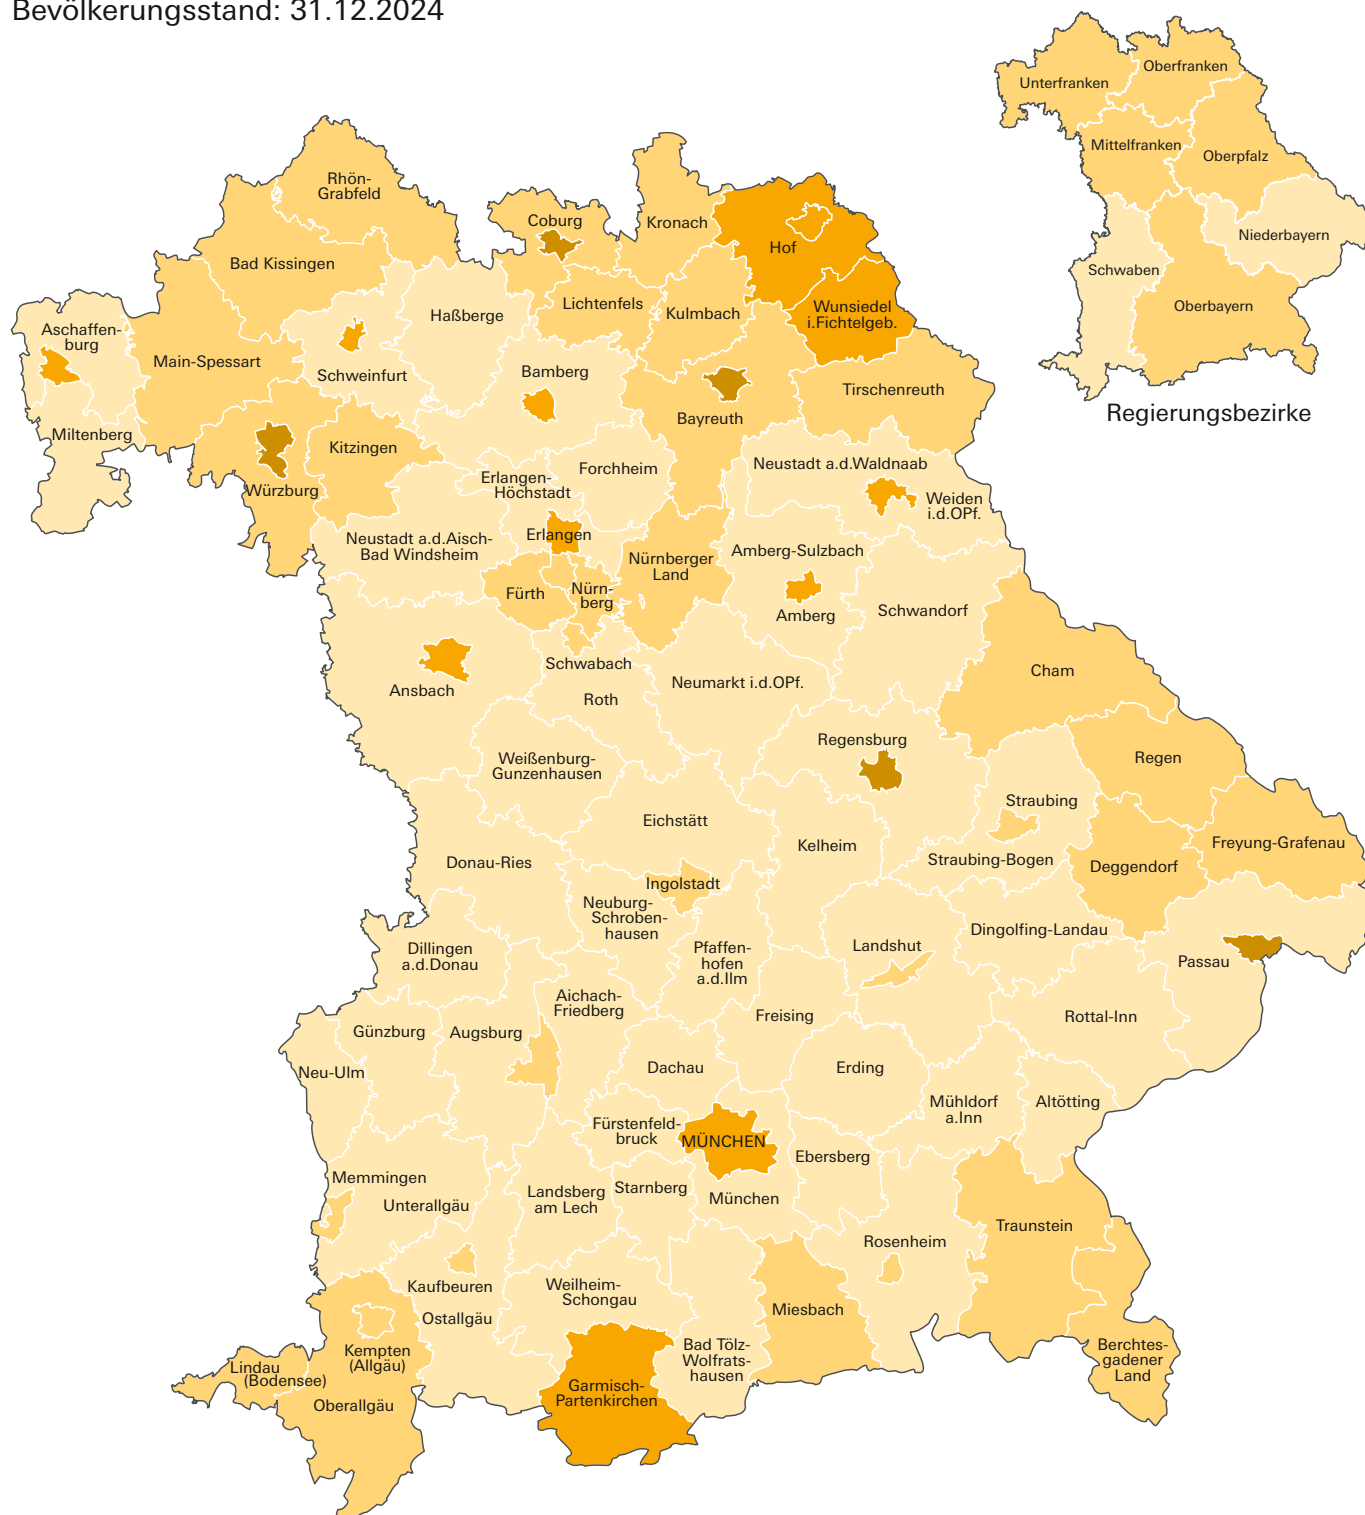 Bevölkerungsstand: 31.12.2024
Unterfranken
Oberfranken
Mittelfranken
Oberpfalz
Niederbayern
Schwaben
Oberbayern
Regierungsbezirke
Rhön-
Grabfeld
Coburg
Kronach
Hof
Bad Kissingen
Lichtenfels
Kulmbach
Wunsiedel
i.Fichtelgeb.
Haßberge
Aschaffen-
burg
Main-Spessart
Schweinfurt
Bamberg
Bayreuth
Tirschenreuth
Miltenberg
Kitzingen
Würzburg
Forchheim
Erlangen-
Höchstadt
Neustadt a.d.Waldnaab
Weiden
i.d.OPf.
Neustadt a.d.Aisch-
Bad Windsheim
Erlangen
Nürnberger
Land
Amberg-Sulzbach
Fürth
Nürn-
berg
Amberg
Schwandorf
Schwabach
Ansbach
Roth
Neumarkt i.d.OPf.
Cham
Regensburg
Weißenburg-
Gunzenhausen
Regen
Straubing
Eichstätt
Kelheim
Freyung-Grafenau
Donau-Ries
Straubing-Bogen
Deggendorf
Ingolstadt
Neuburg-
Schroben-
hausen
Dingolfing-Landau
Dillingen
a.d.Donau
Pfaffen-
hofen
a.d.Ilm
Landshut
Passau
Aichach-
Friedberg
Freising
Rottal-Inn
Günzburg
Augsburg
Neu-Ulm
Dachau
Erding
Mühldorf
a.Inn
Altötting
Fürstenfeld-
bruck
MÜNCHEN
Ebersberg
Memmingen
Unterallgäu
Landsberg
am Lech
Starnberg
München
Traunstein
Rosenheim
Kaufbeuren
Weilheim-
Schongau
Ostallgäu
Miesbach
Kempten
(Allgäu)
Bad Tölz-
Wolfrats-
hausen
Berchtes-
gadener
Land
Lindau
(Bodensee)
Oberallgäu
Garmisch-
Partenkirchen